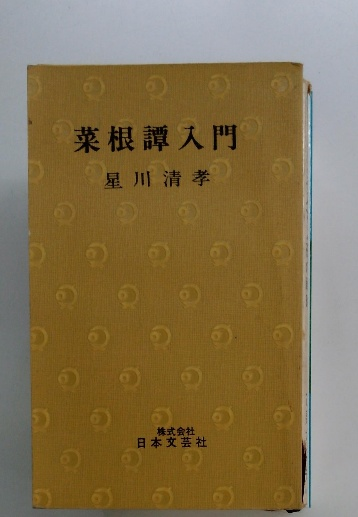 菜根譚入門
星川清孝
株式会社
日本文芸社